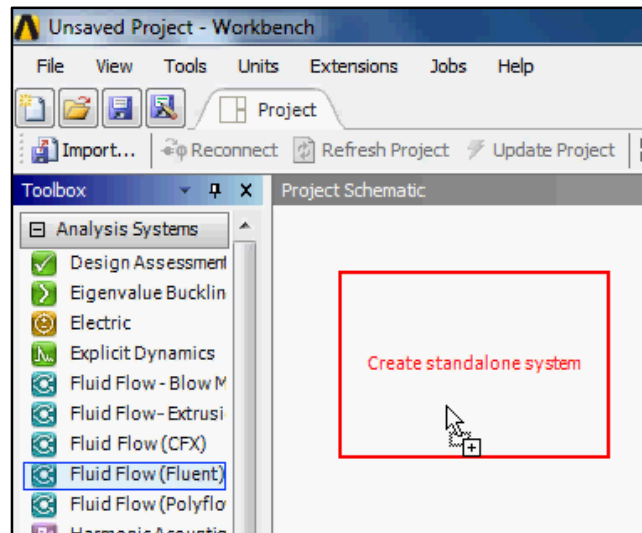 Unsaved Project - Workbench
File View Tools Units Extensions Jobs Help
Project
Import... Reconnect Refresh Project Update Project
Toolbox Project Schematic
Analysis Systems
Design Assessment
Eigenvalue Bucklin
Electric
Explicit Dynamics
Create standalone system
Fluid Flow - Blow M
Fluid Flow - Extrusi
Fluid Flow (CFX)
Fluid Flow (Fluent)
Fluid Flow (Polyflo
Harmonic Acoustic